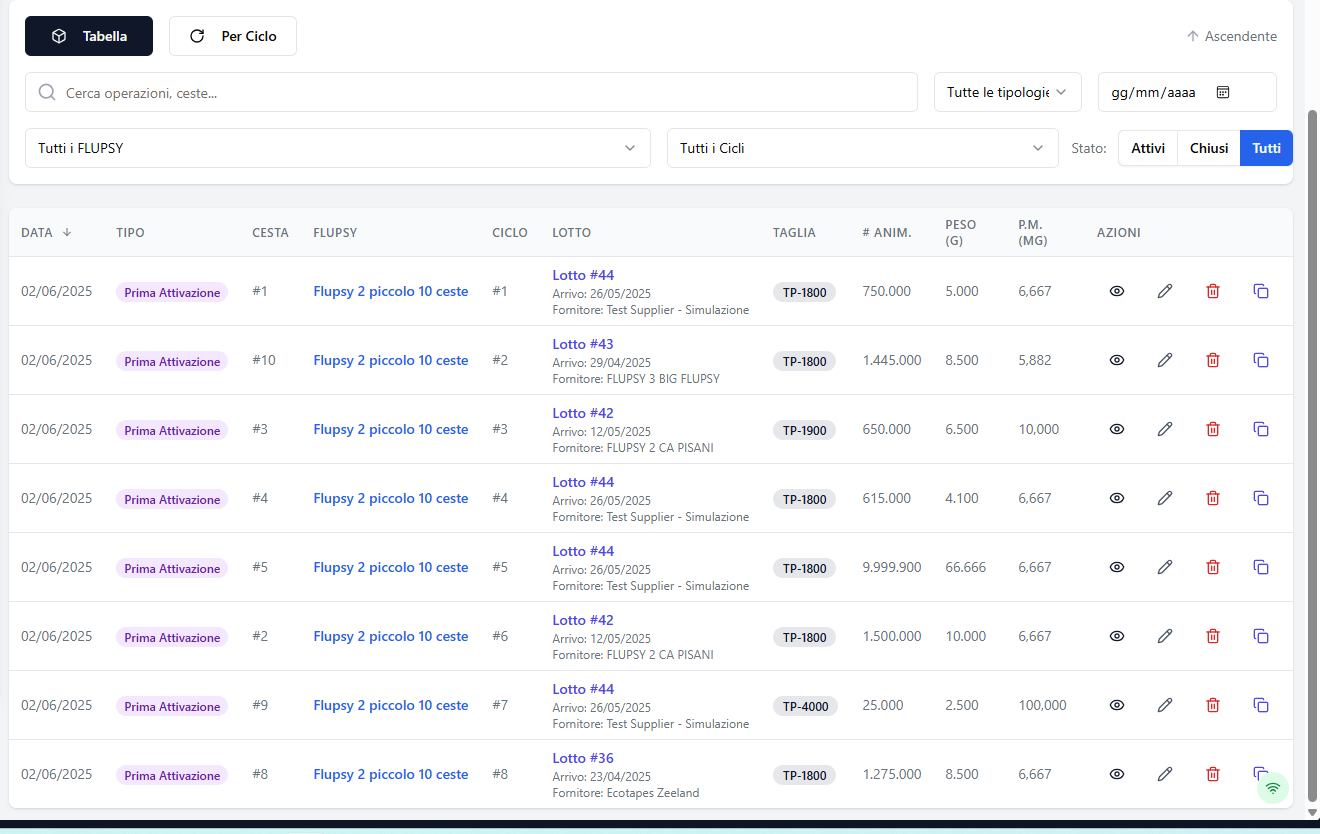 Tabella
Per Ciclo
Ascendente
Cerca operazioni, ceste...
Tutte le tipologie
gg/mm/aaaa
Tutti i FLUPSY
Tutti i Cicli
Stato:
Attivi
Chiusi
Tutti
DATA TIPO CESTA FLUPSY CICLO LOTTO TAGLIA # ANIM. PESO (G) P.M. (MG) AZIONI
02/06/2025 Prima Attivazione #1 Flupsy 2 piccolo 10 ceste #1 Lotto #44 TP-1800 750.000 5.000 6,667
Arrivo: 26/05/2025
Fornitore: Test Supplier - Simulazione
02/06/2025 Prima Attivazione #10 Flupsy 2 piccolo 10 ceste #2 Lotto #43 TP-1800 1.445.000 8.500 5,882
Arrivo: 29/04/2025
Fornitore: FLUPSY 3 BIG FLUPSY
02/06/2025 Prima Attivazione #3 Flupsy 2 piccolo 10 ceste #3 Lotto #42 TP-1900 650.000 6.500 10,000
Arrivo: 12/05/2025
Fornitore: FLUPSY 2 CA PISANI
02/06/2025 Prima Attivazione #4 Flupsy 2 piccolo 10 ceste #4 Lotto #44 TP-1800 615.000 4.100 6,667
Arrivo: 26/05/2025
Fornitore: Test Supplier - Simulazione
02/06/2025 Prima Attivazione #5 Flupsy 2 piccolo 10 ceste #5 Lotto #44 TP-1800 9.999.900 66.666 6,667
Arrivo: 26/05/2025
Fornitore: Test Supplier - Simulazione
02/06/2025 Prima Attivazione #2 Flupsy 2 piccolo 10 ceste #6 Lotto #42 TP-1800 1.500.000 10.000 6,667
Arrivo: 12/05/2025
Fornitore: FLUPSY 2 CA PISANI
02/06/2025 Prima Attivazione #9 Flupsy 2 piccolo 10 ceste #7 Lotto #44 TP-4000 25.000 2.500 100,000
Arrivo: 26/05/2025
Fornitore: Test Supplier - Simulazione
02/06/2025 Prima Attivazione #8 Flupsy 2 piccolo 10 ceste #8 Lotto #36 TP-1800 1.275.000 8.500 6,667
Arrivo: 23/04/2025
Fornitore: Ecotapes Zeeland